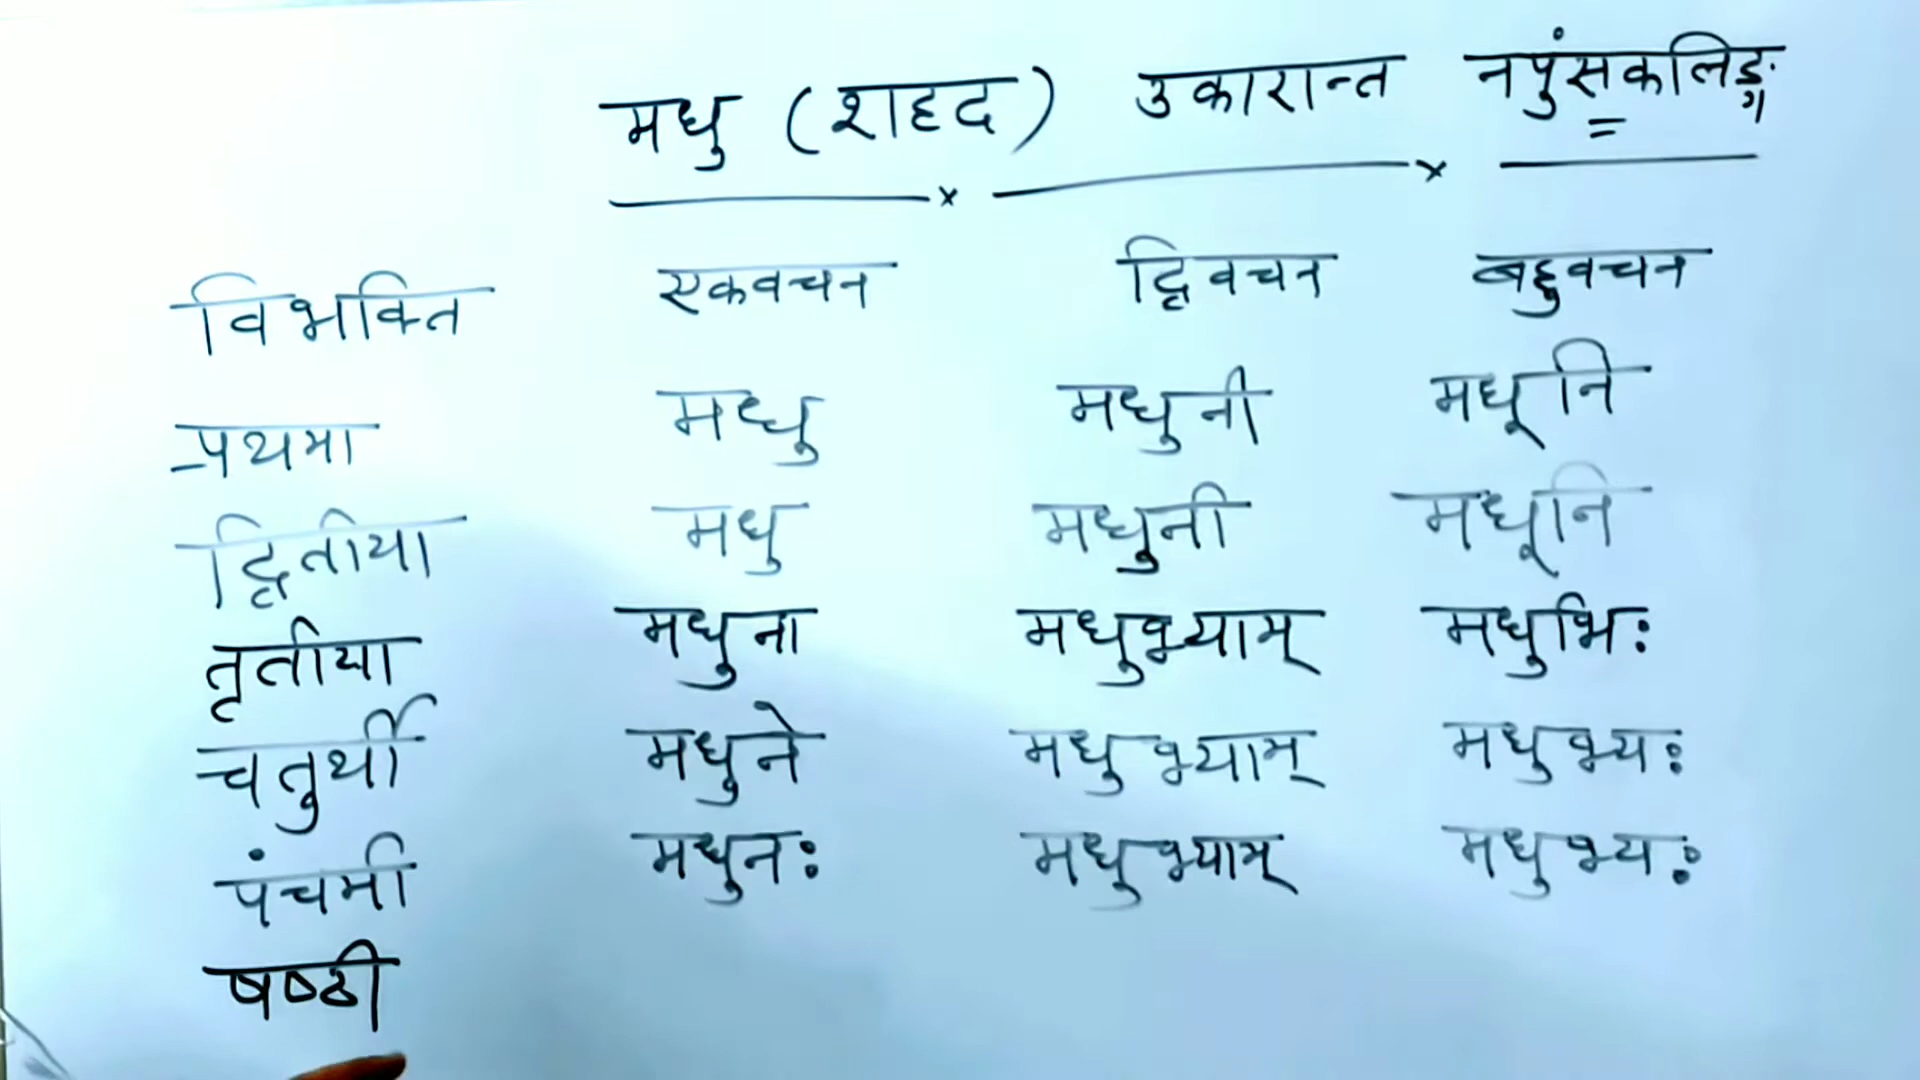 मधु (शहद) उकारान्त नपुंसकलिङ्ग
विभक्ति एकवचन द्विवचन बहुवचन
प्रथमा मधु मधुनी मधूनि
द्वितीया मधु मधुनी मधूनि
तृतीया मधुना मधुभ्याम् मधुभिः
चतुर्थी मधुने मधुभ्याम् मधुभ्यः
पंचमी मधुनः मधुभ्याम् मधुभ्यः
षष्ठी